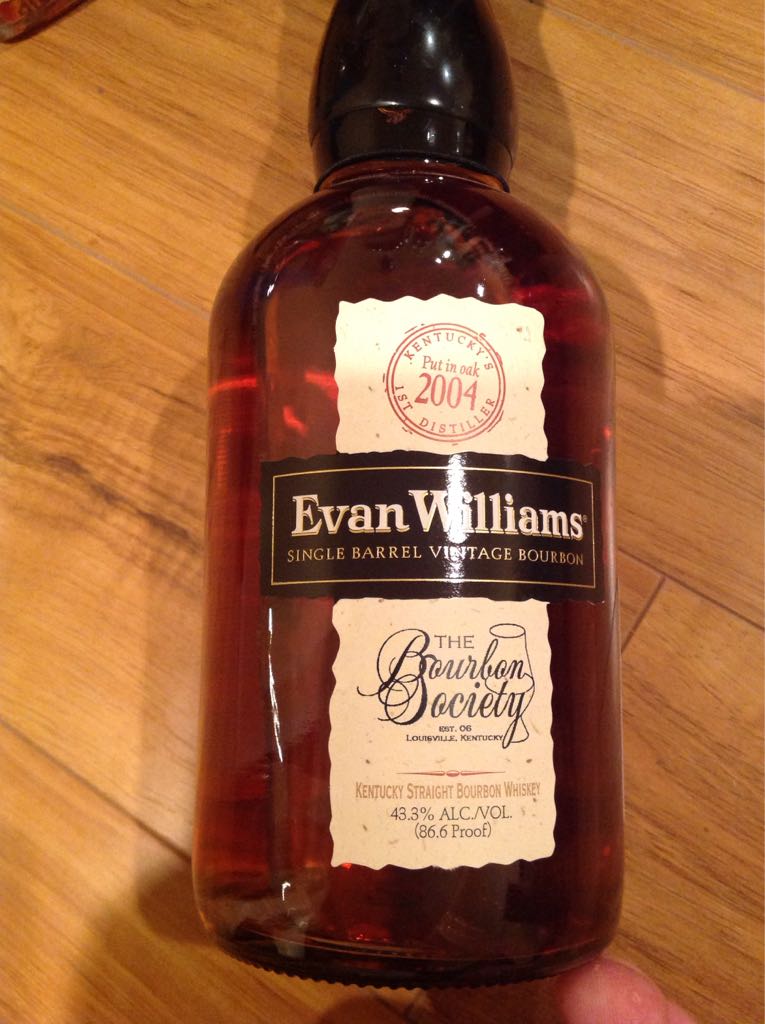 KENTUCKY'S
Put in oak
2004
1ST DISTILLER
Evan Williams®
SINGLE BARREL VINTAGE BOURBON
THE
Bourbon
Society
EST. 06
LOUISVILLE, KENTUCKY
KENTUCKY STRAIGHT BOURBON WHISKEY
43.3% ALC./VOL.
(86.6 Proof)